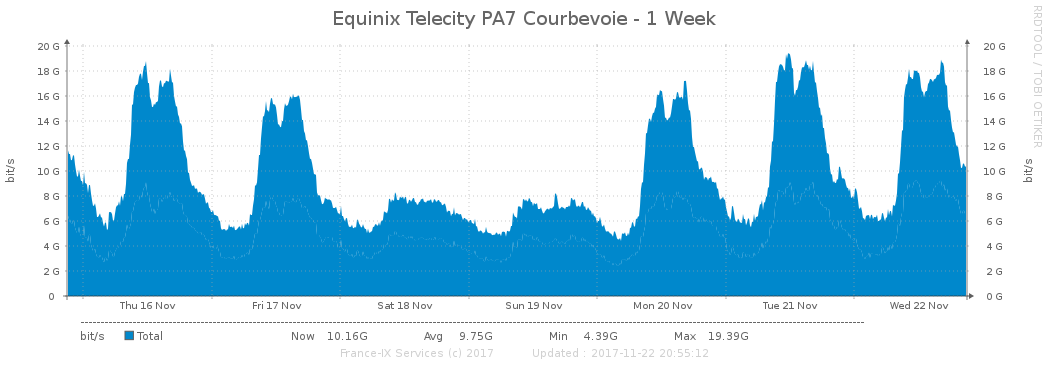 Equinix Telecity PA7 Courbevoie - 1 Week
RRDTOOL / TOBI OETIKER
20 G 20 G
18 G 18 G
16 G 16 G
14 G 14 G
12 G 12 G
10 G 10 G
8 G 8 G
6 G 6 G
4 G 4 G
2 G 2 G
0 0 G
bit/s bit/s
Thu 16 Nov Fri 17 Nov Sat 18 Nov Sun 19 Nov Mon 20 Nov Tue 21 Nov Wed 22 Nov
bit/s Total Now 10.16G Avg 9.75G Min 4.39G Max 19.39G
France-IX Services (c) 2017 Updated : 2017-11-22 20:55:12